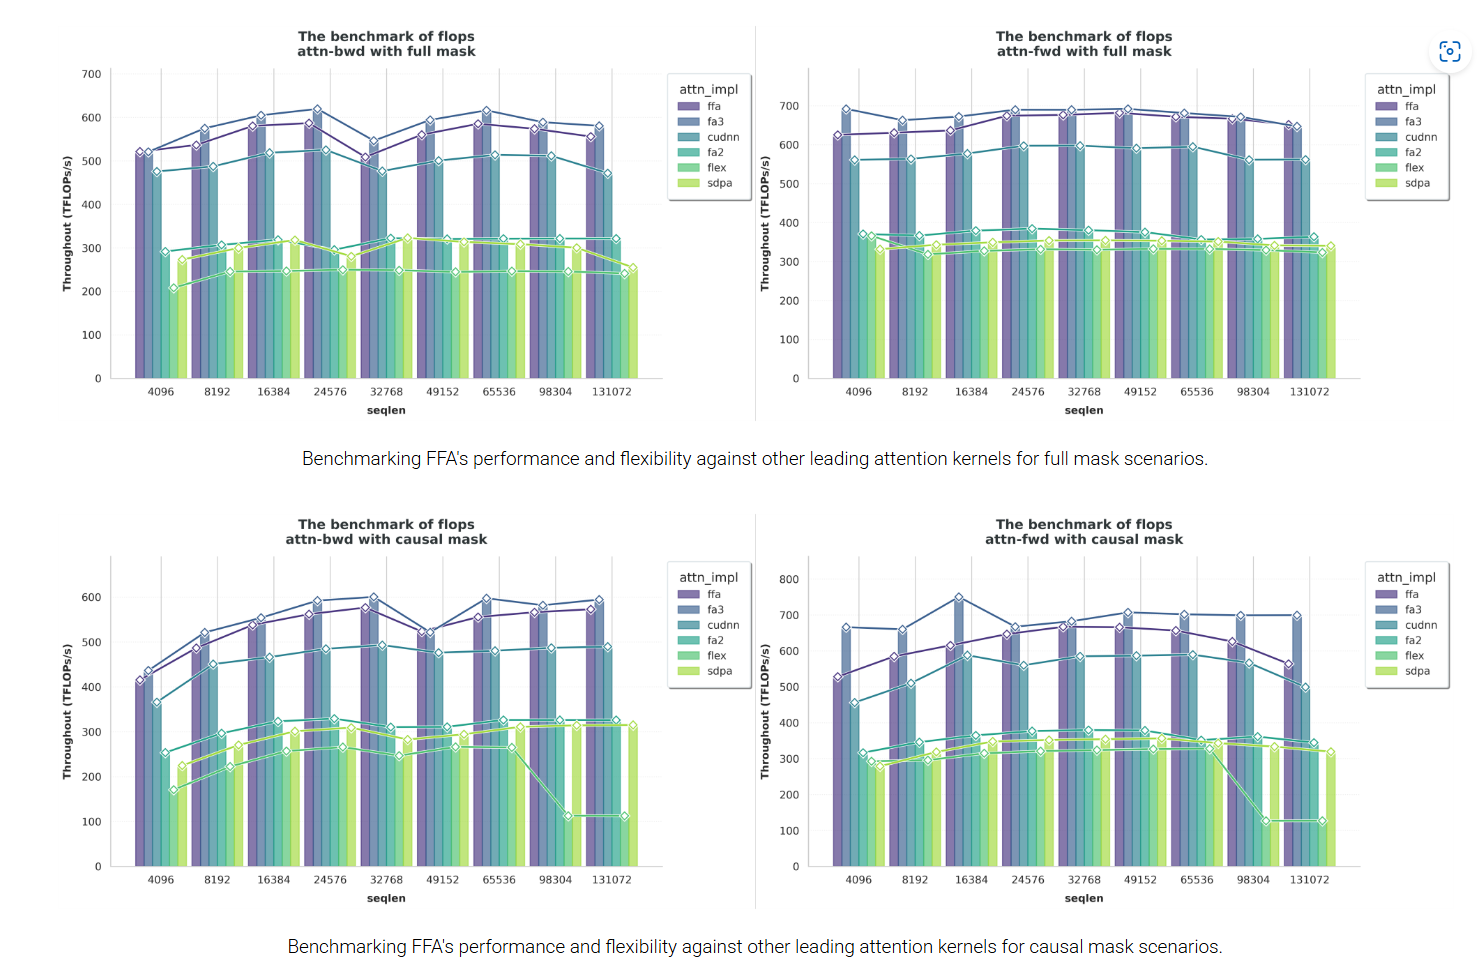 The benchmark of flops
attn-bwd with full mask
Throughout (TFLOPs/s)
700
600
500
400
300
200
100
0
4096 8192 16384 24576 32768 49152 65536 98304 131072
seqlen
attn_impl
ffa
fa3
cudnn
fa2
flex
sdpa
The benchmark of flops
attn-fwd with full mask
Throughout (TFLOPs/s)
700
600
500
400
300
200
100
0
4096 8192 16384 24576 32768 49152 65536 98304 131072
seqlen
attn_impl
ffa
fa3
cudnn
fa2
flex
sdpa
Benchmarking FFA's performance and flexibility against other leading attention kernels for full mask scenarios.
The benchmark of flops
attn-bwd with causal mask
Throughout (TFLOPs/s)
600
500
400
300
200
100
0
4096 8192 16384 24576 32768 49152 65536 98304 131072
seqlen
attn_impl
ffa
fa3
cudnn
fa2
flex
sdpa
The benchmark of flops
attn-fwd with causal mask
Throughout (TFLOPs/s)
800
700
600
500
400
300
200
100
0
4096 8192 16384 24576 32768 49152 65536 98304 131072
seqlen
attn_impl
ffa
fa3
cudnn
fa2
flex
sdpa
Benchmarking FFA's performance and flexibility against other leading attention kernels for causal mask scenarios.